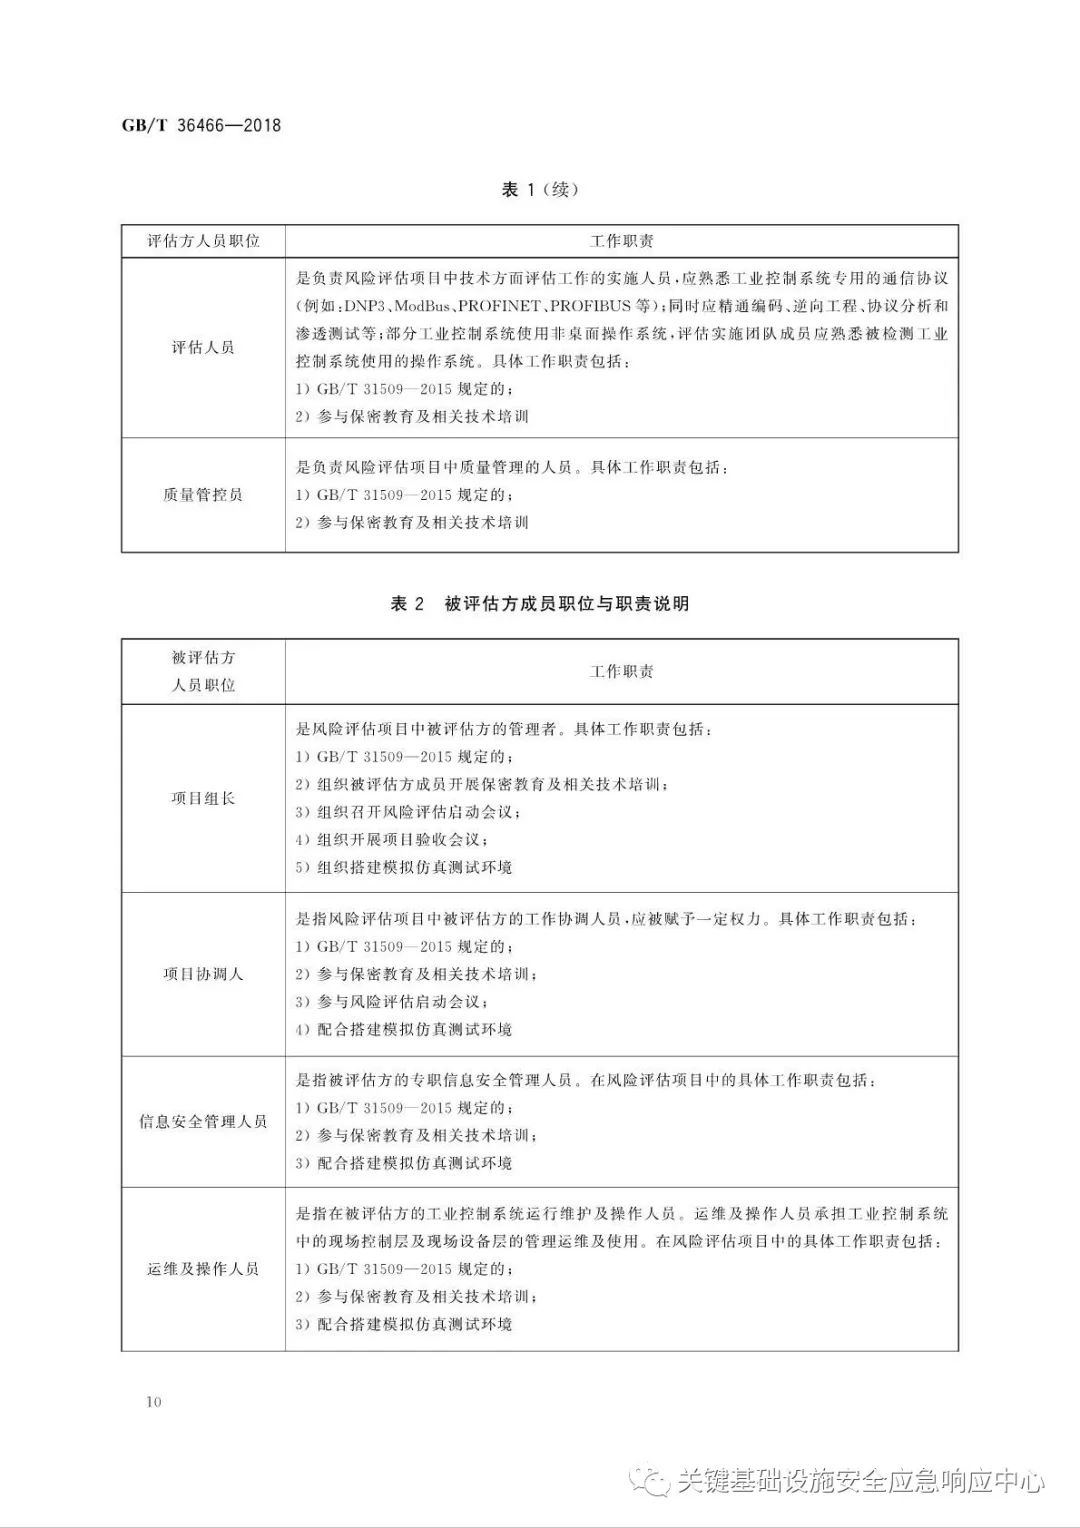 GB/T 36466—2018
表 1（续）
评估方人员职位
工作职责
评估人员
是负责风险评估项目中技术方面评估工作的实施人员，应熟悉工业控制系统专用的通信协议
（例如：DNP3、ModBus、PROFINET、PROFIBUS 等）；同时应精通编码、逆向工程、协议分析和
渗透测试等；部分工业控制系统使用非桌面操作系统，评估实施团队成员应熟悉被检测工业
控制系统使用的操作系统。具体工作职责包括：
1）GB/T 31509—2015 规定的；
2）参与保密教育及相关技术培训
质量管控员
是负责风险评估项目中质量管理的人员。具体工作职责包括：
1）GB/T 31509—2015 规定的；
2）参与保密教育及相关技术培训
表 2　被评估方成员职位与职责说明
被评估方
人员职位
工作职责
项目组长
是风险评估项目中被评估方的管理者。具体工作职责包括：
1）GB/T 31509—2015 规定的；
2）组织被评估方成员开展保密教育及相关技术培训；
3）组织召开风险评估启动会议；
4）组织开展项目验收会议；
5）组织搭建模拟仿真测试环境
项目协调人
是指风险评估项目中被评估方的工作协调人员，应被赋予一定权力。具体工作职责包括：
1）GB/T 31509—2015 规定的；
2）参与保密教育及相关技术培训；
3）参与风险评估启动会议；
4）配合搭建模拟仿真测试环境
信息安全管理人员
是指被评估方的专职信息安全管理人员。在风险评估项目中的具体工作职责包括：
1）GB/T 31509—2015 规定的；
2）参与保密教育及相关技术培训；
3）配合搭建模拟仿真测试环境
运维及操作人员
是指在被评估方的工业控制系统运行维护及操作人员。运维及操作人员承担工业控制系统
中的现场控制层及现场设备层的管理运维及使用。在风险评估项目中的具体工作职责包括：
1）GB/T 31509—2015 规定的；
2）参与保密教育及相关技术培训；
3）配合搭建模拟仿真测试环境
10
关键基础设施安全应急响应中心